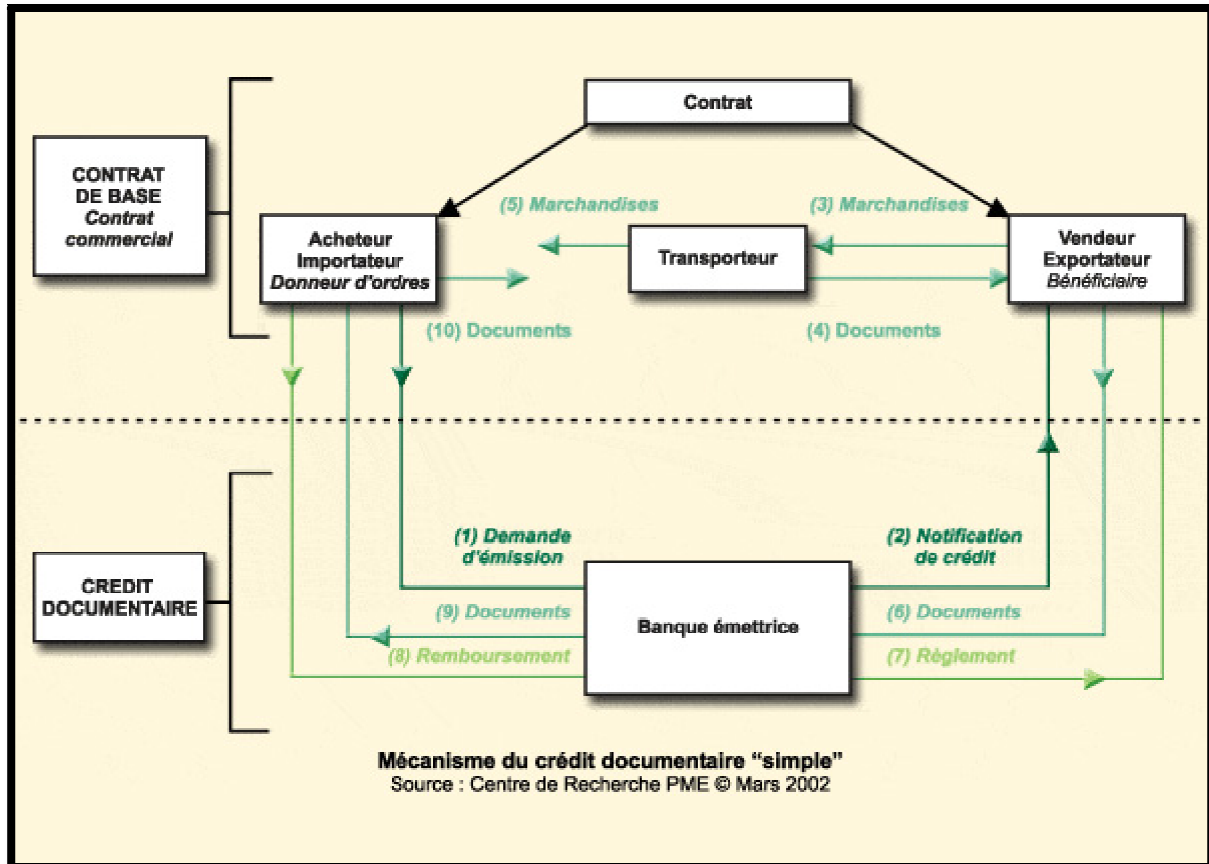 Contrat
CONTRAT
DE BASE
Contrat
commercial
(5) Marchandises
(3) Marchandises
Acheteur
Importateur
Donneur d'ordres
Transporteur
Vendeur
Exportateur
Bénéficiaire
(10) Documents
(4) Documents
(1) Demande
d'émission
(2) Notification
de crédit
CREDIT
DOCUMENTAIRE
(9) Documents
Banque émettrice
(6) Documents
(8) Remboursement
(7) Règlement
Mécanisme du crédit documentaire “simple”
Source : Centre de Recherche PME © Mars 2002